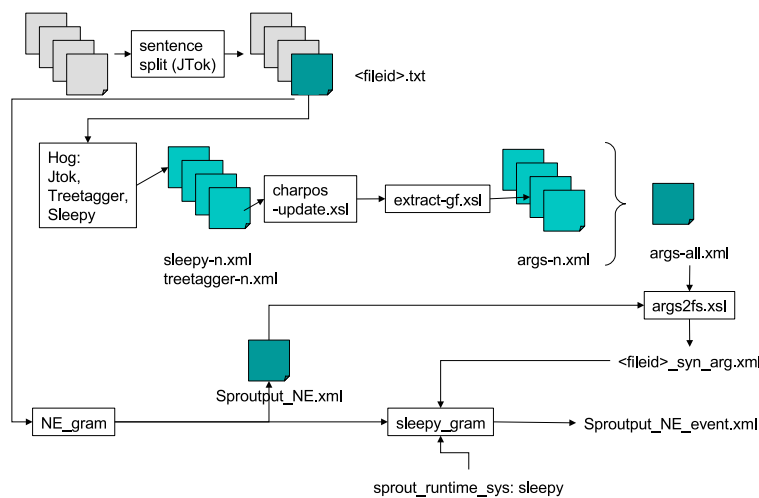 sentence
split (JTok)
<fileid>.txt
Hog:
Jtok,
Treetagger,
Sleepy
charpos
-update.xsl
extract-gf.xsl
sleepy-n.xml
treetagger-n.xml
args-n.xml
args-all.xml
args2fs.xsl
<fileid>_syn_arg.xml
Sproutput_NE.xml
NE_gram
sleepy_gram
Sproutput_NE_event.xml
sprout_runtime_sys: sleepy